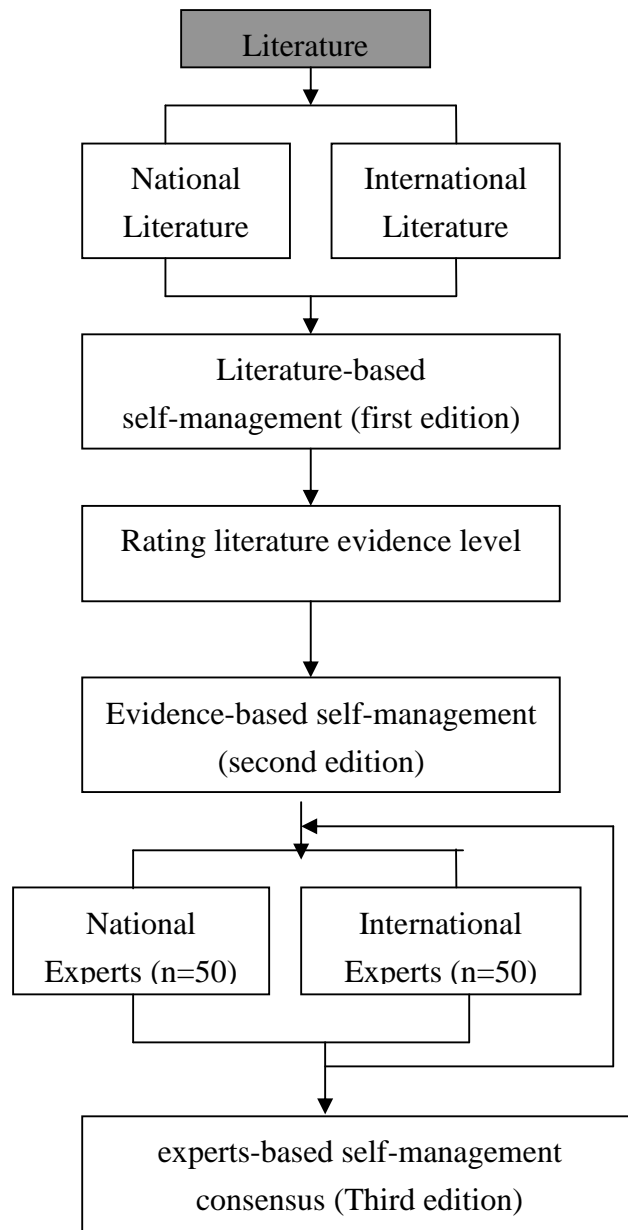 Literature
National
Literature
International
Literature
Literature-based
self-management (first edition)
Rating literature evidence level
Evidence-based self-management
(second edition)
National
Experts (n=50)
International
Experts (n=50)
experts-based self-management
consensus (Third edition)